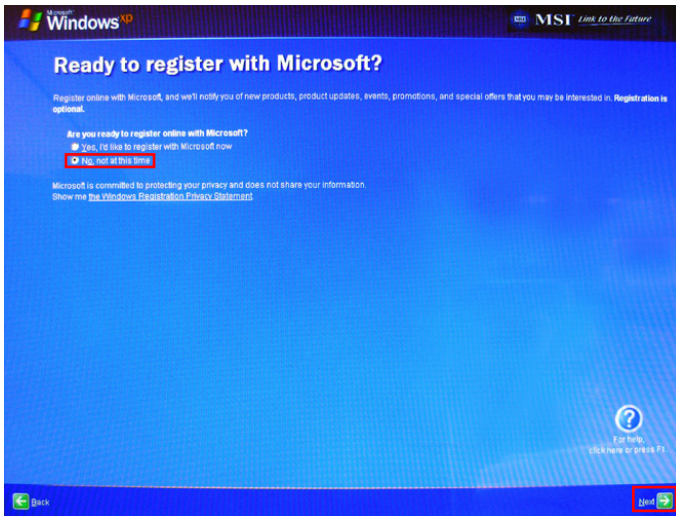 Microsoft
Windows xp
MSI Link to the Future
Ready to register with Microsoft?
Register online with Microsoft, and we'll notify you of new products, product updates, events, promotions, and special offers that you may be interested in. Registration is
optional.
Are you ready to register online with Microsoft?
Yes, I'd like to register with Microsoft now
No, not at this time
Microsoft is committed to protecting your privacy and does not share your information.
Show me the Windows Registration Privacy Statement.
For help,
click here or press F1
Back
Next